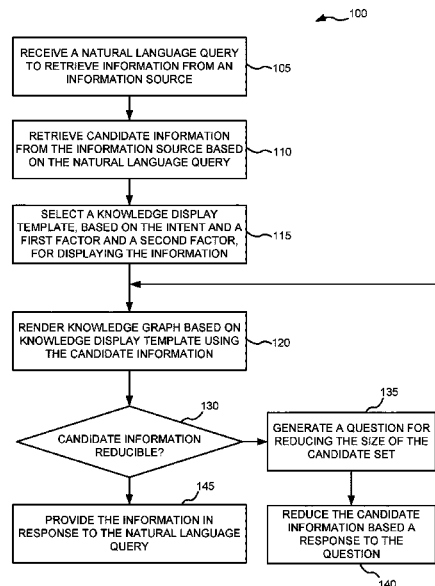 100
RECEIVE A NATURAL LANGUAGE QUERY
TO RETRIEVE INFORMATION FROM AN
INFORMATION SOURCE
105
RETRIEVE CANDIDATE INFORMATION
FROM THE INFORMATION SOURCE BASED
ON THE NATURAL LANGUAGE QUERY
110
SELECT A KNOWLEDGE DISPLAY
TEMPLATE, BASED ON THE INTENT AND A
FIRST FACTOR AND A SECOND FACTOR,
FOR DISPLAYING THE INFORMATION
115
RENDER KNOWLEDGE GRAPH BASED ON
KNOWLEDGE DISPLAY TEMPLATE USING
THE CANDIDATE INFORMATION
120
130
CANDIDATE INFORMATION
REDUCIBLE?
135
GENERATE A QUESTION FOR
REDUCING THE SIZE OF THE
CANDIDATE SET
145
PROVIDE THE INFORMATION IN
RESPONSE TO THE NATURAL LANGUAGE
QUERY
REDUCE THE CANDIDATE
INFORMATION BASED A
RESPONSE TO THE
QUESTION
140